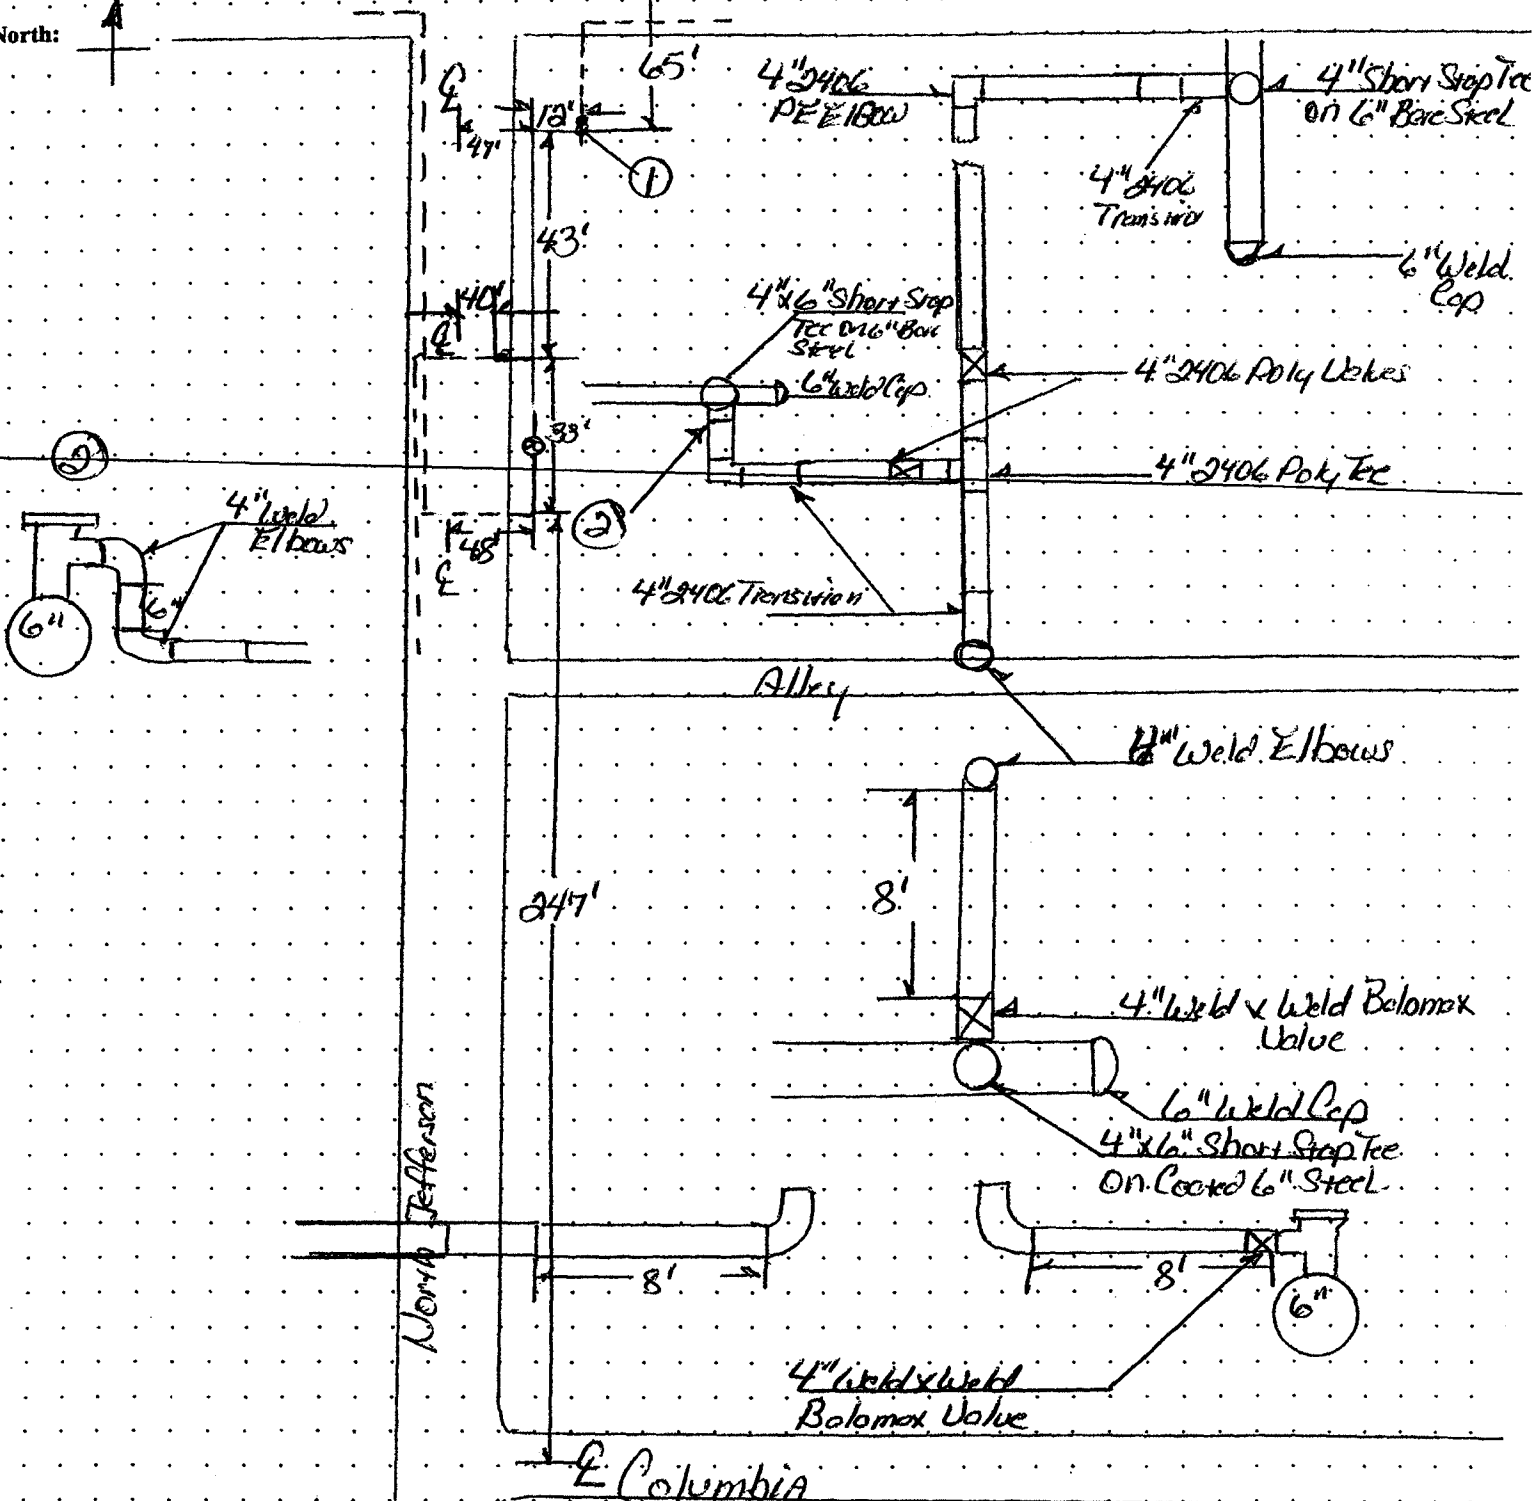 North:
℄
47'
12'
65'
1
43'
40'
℄
33'
48'
℄
247'
4" 2406
PE Elbow
4" Short Stop Tee
on 6" Bare Steel
4" 2406
Transition
6" Weld
Cap
4"x6" Short Stop
Tee on 6" Bare
Steel
6" Weld Cap
4" 2406 Poly Valves
4" 2406 Poly Tee
2
2
4" Weld
Elbows
6"
6"
4" 2406 Transition
Alley
4" Weld Elbows
8'
4" Weld x Weld Balomax
Valve
6" Weld Cap
4"x6" Short Stop Tee
on Coated 6" Steel
North Jefferson
8'
8'
6"
4" Weld x Weld
Balomax Valve
℄ Columbia